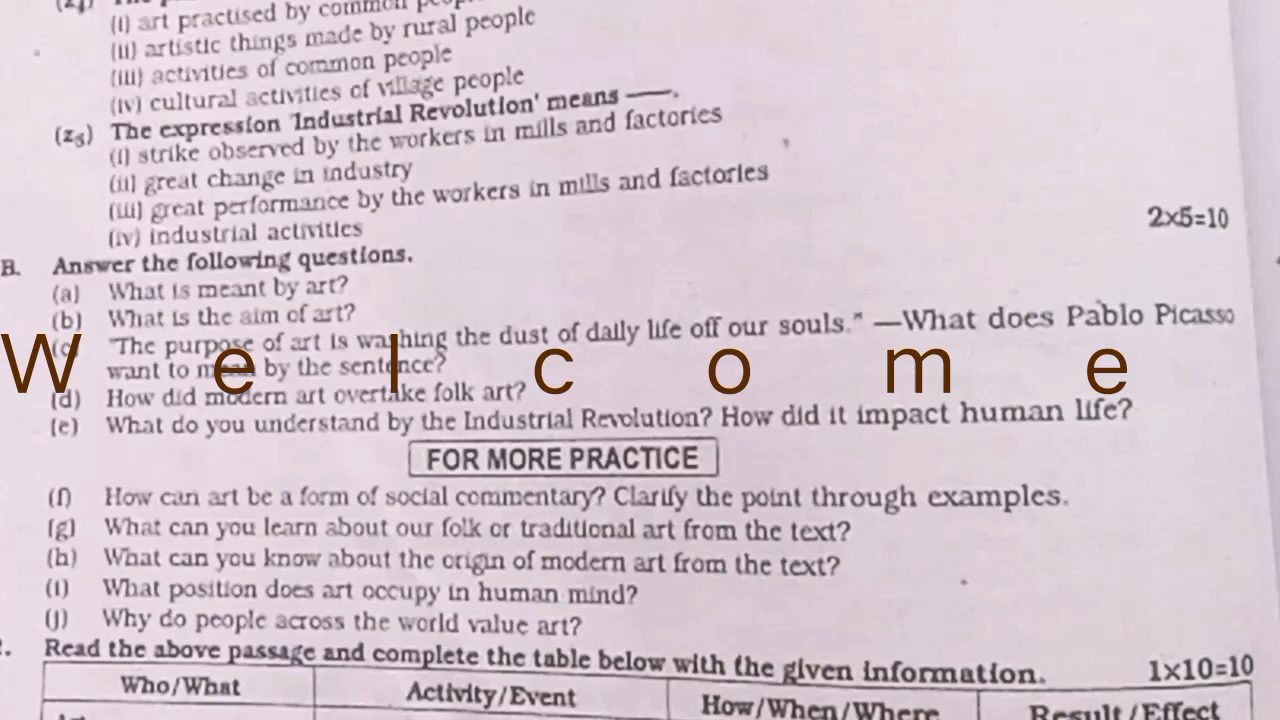 (i) art practised by common
(ii) artistic things made by rural people
(iii) activities of common people
(iv) cultural activities of village people
(z5) The expression 'Industrial Revolution' means —.
(i) strike observed by the workers in mills and factories
(ii) great change in industry
(iii) great performance by the workers in mills and factories
(iv) industrial activities
2×5=10
B. Answer the following questions.
(a) What is meant by art?
(b) What is the aim of art?
(c) "The purpose of art is washing the dust of daily life off our souls." —What does Pablo Picasso
want to mean by the sentence?
Welcome
(d) How did modern art overtake folk art?
(e) What do you understand by the Industrial Revolution? How did it impact human life?
FOR MORE PRACTICE
(f) How can art be a form of social commentary? Clarify the point through examples.
(g) What can you learn about our folk or traditional art from the text?
(h) What can you know about the origin of modern art from the text?
(i) What position does art occupy in human mind?
(j) Why do people across the world value art?
Read the above passage and complete the table below with the given information. 1×10=10
Who/What Activity/Event How/When/Where Result/Effect